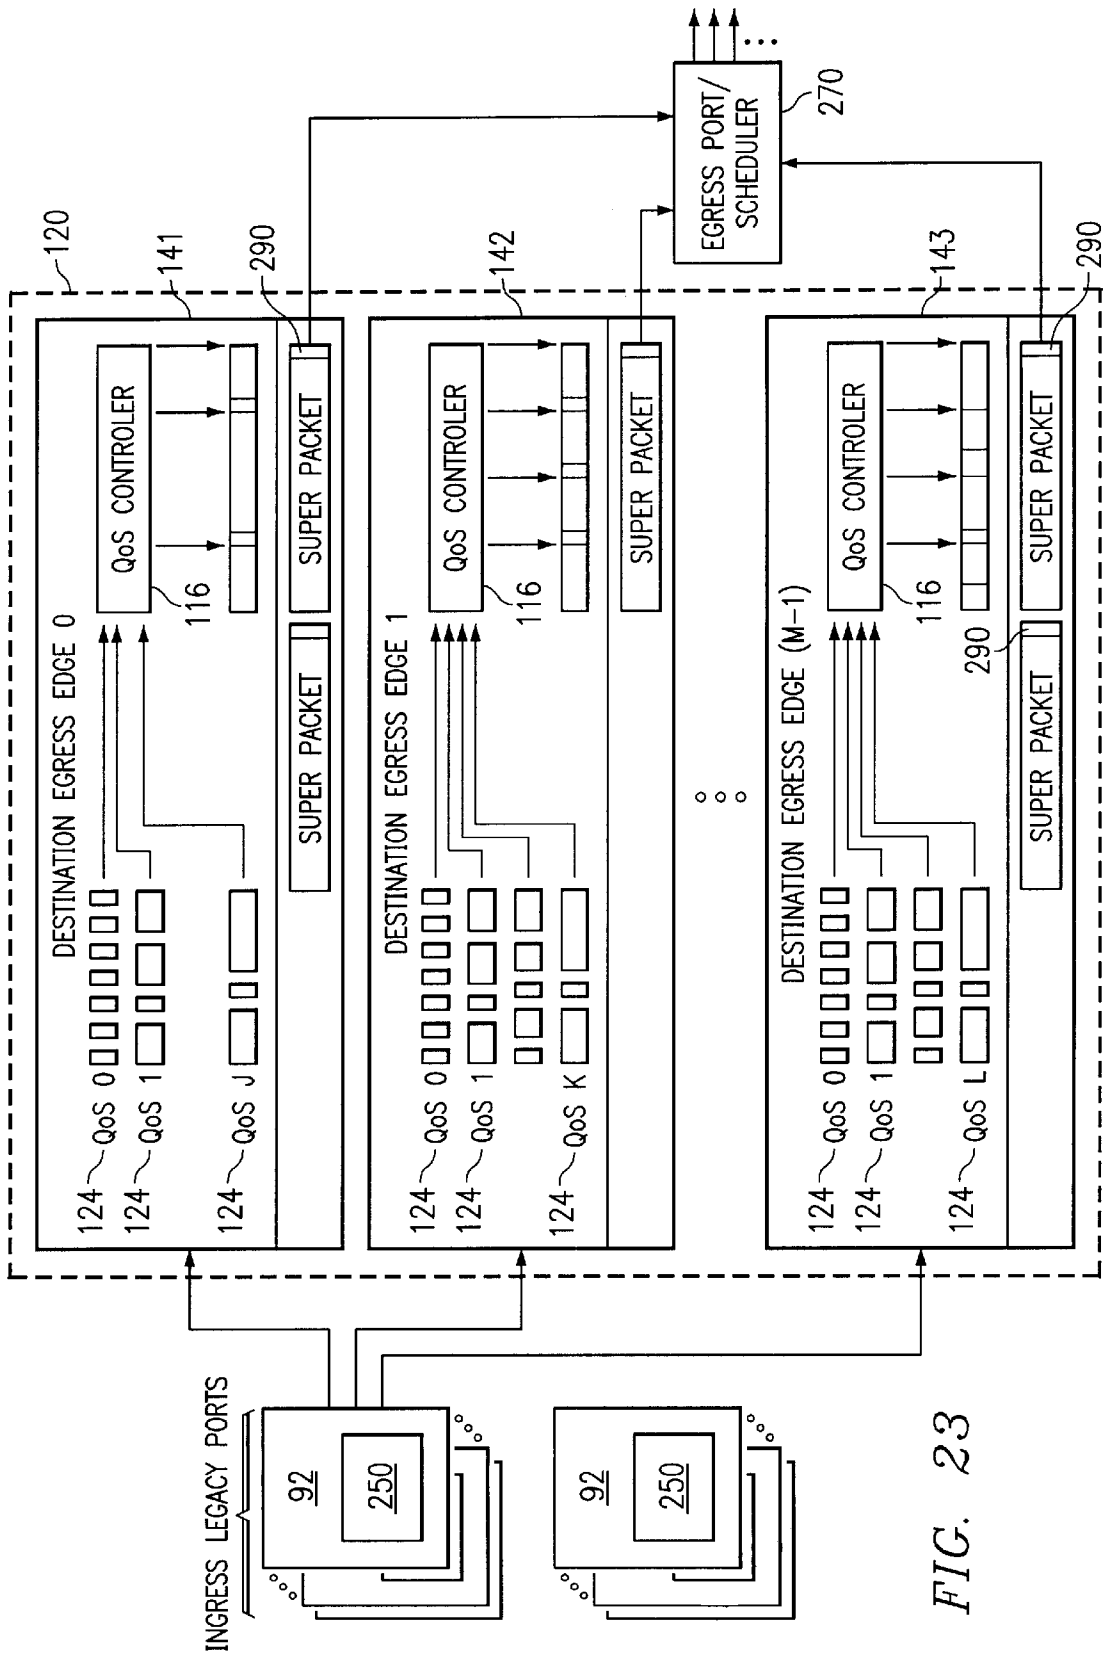 INGRESS LEGACY PORTS
92
250
92
250
120
DESTINATION EGRESS EDGE 0
141
124 QoS 0
124 QoS 1
124 QoS J
QoS CONTROLER
116
SUPER PACKET
SUPER PACKET
290
DESTINATION EGRESS EDGE 1
142
124 QoS 0
124 QoS 1
124 QoS K
QoS CONTROLER
116
SUPER PACKET
DESTINATION EGRESS EDGE (M-1)
143
124 QoS 0
124 QoS 1
124 QoS L
QoS CONTROLER
116
290
SUPER PACKET
SUPER PACKET
290
EGRESS PORT/
SCHEDULER
270
FIG. 23